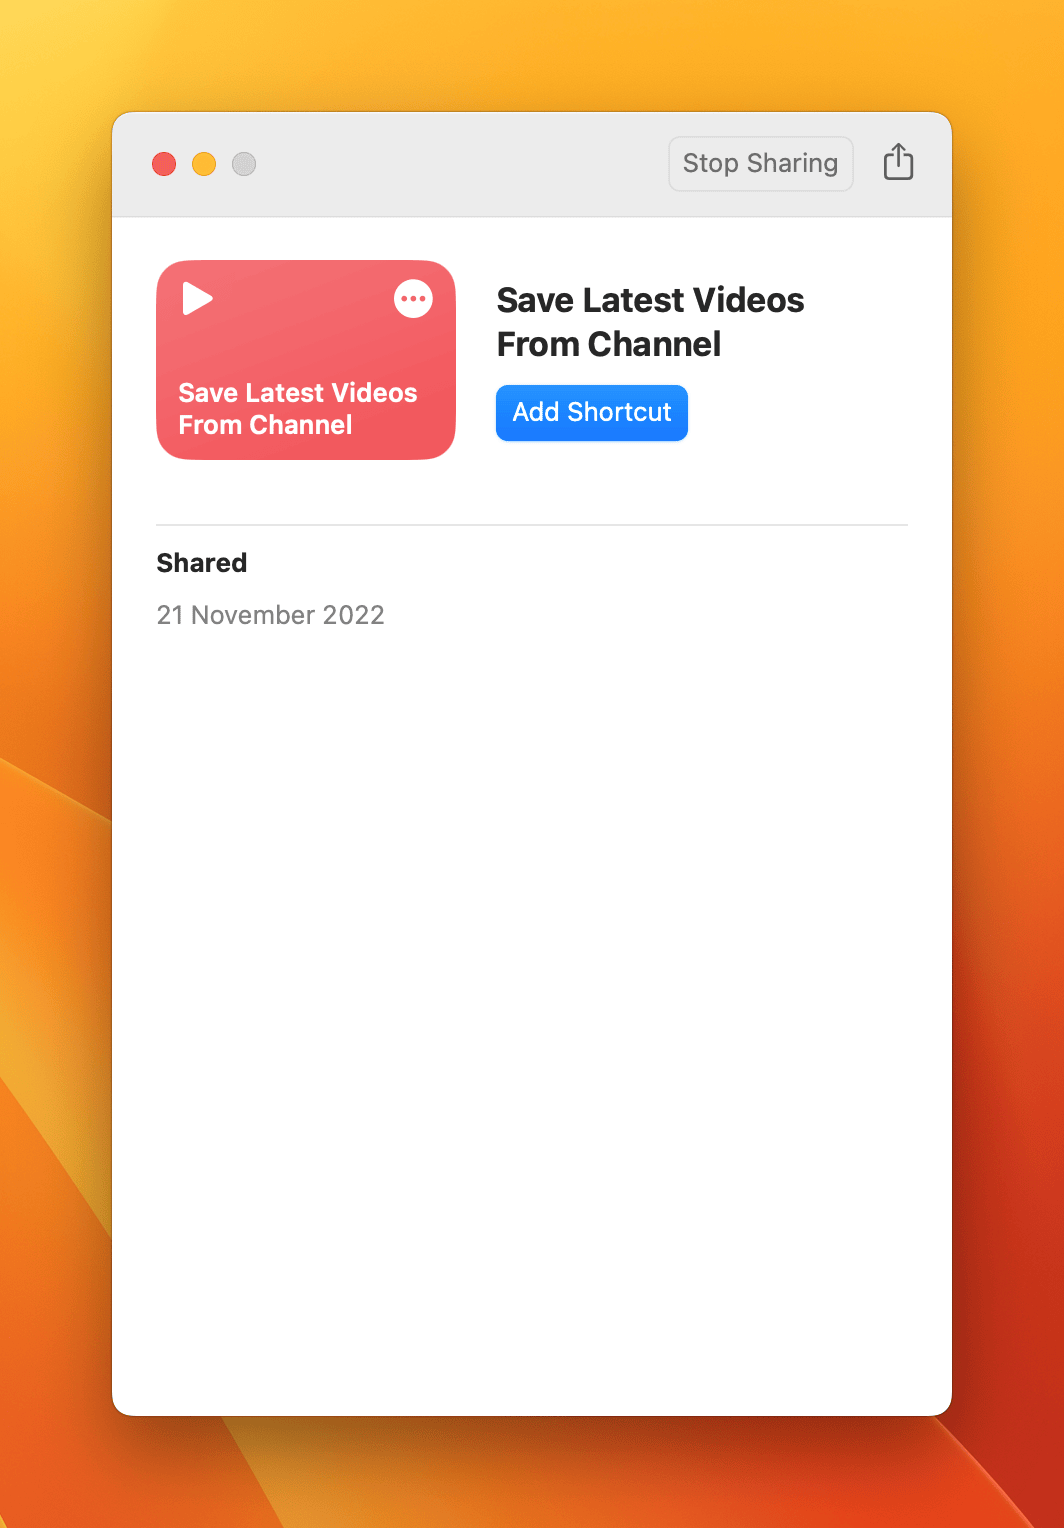 Stop Sharing
Save Latest Videos
From Channel
Save Latest Videos
From Channel
Add Shortcut
Shared
21 November 2022